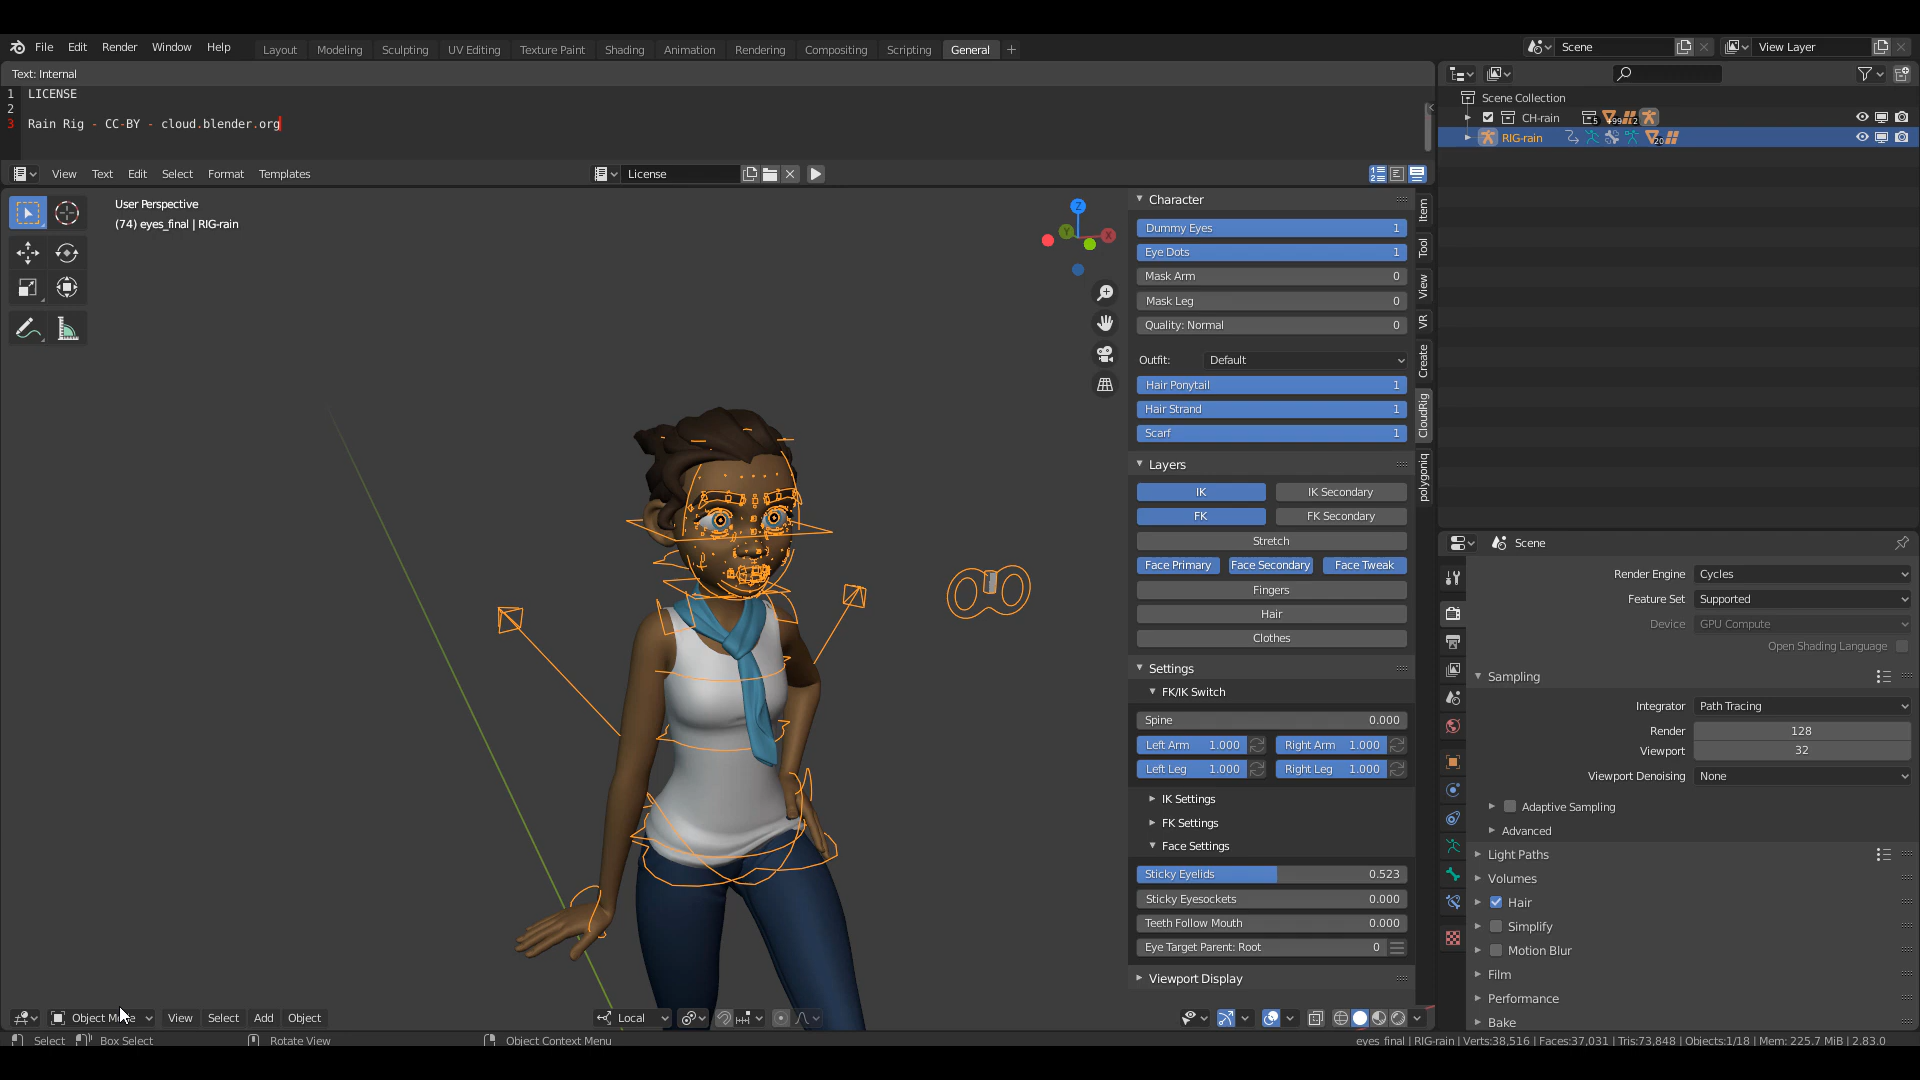 File Edit Render Window Help Layout Modeling Sculpting UV Editing Texture Paint Shading Animation Rendering Compositing Scripting General Scene View Layer
Text: Internal
1 LICENSE
2
3 Rain Rig - CC-BY - cloud.blender.org
View Text Edit Select Format Templates License
User Perspective
(74) eyes_final | RIG-rain
Z
Y
X
Character
Dummy Eyes 1
Eye Dots 1
Mask Arm 0
Mask Leg 0
Quality: Normal 0
Outfit: Default
Hair Ponytail 1
Hair Strand 1
Scarf 1
Layers
IK IK Secondary
FK FK Secondary
Stretch
Face Primary Face Secondary Face Tweak
Fingers
Hair
Clothes
Settings
FK/IK Switch
Spine 0.000
Left Arm 1.000 Right Arm 1.000
Left Leg 1.000 Right Leg 1.000
IK Settings
FK Settings
Face Settings
Sticky Eyelids 0.523
Sticky Eyesockets 0.000
Teeth Follow Mouth 0.000
Eye Target Parent: Root 0
Viewport Display
Item
Tool
View
VR
Create
CloudRig
polygoniq
Scene Collection
CH-rain 5 +99 2
RIG-rain 20
Scene
Render Engine Cycles
Feature Set Supported
Device GPU Compute
Open Shading Language
Sampling
Integrator Path Tracing
Render 128
Viewport 32
Viewport Denoising None
Adaptive Sampling
Advanced
Light Paths
Volumes
Hair
Simplify
Motion Blur
Film
Performance
Bake
View Select Add Object Local
Select Box Select Rotate View Object Context Menu
eyes_final | RIG-rain | Verts:38,516 | Faces:37,031 | Tris:73,848 | Objects:1/18 | Mem: 225.7 MiB | 2.83.0